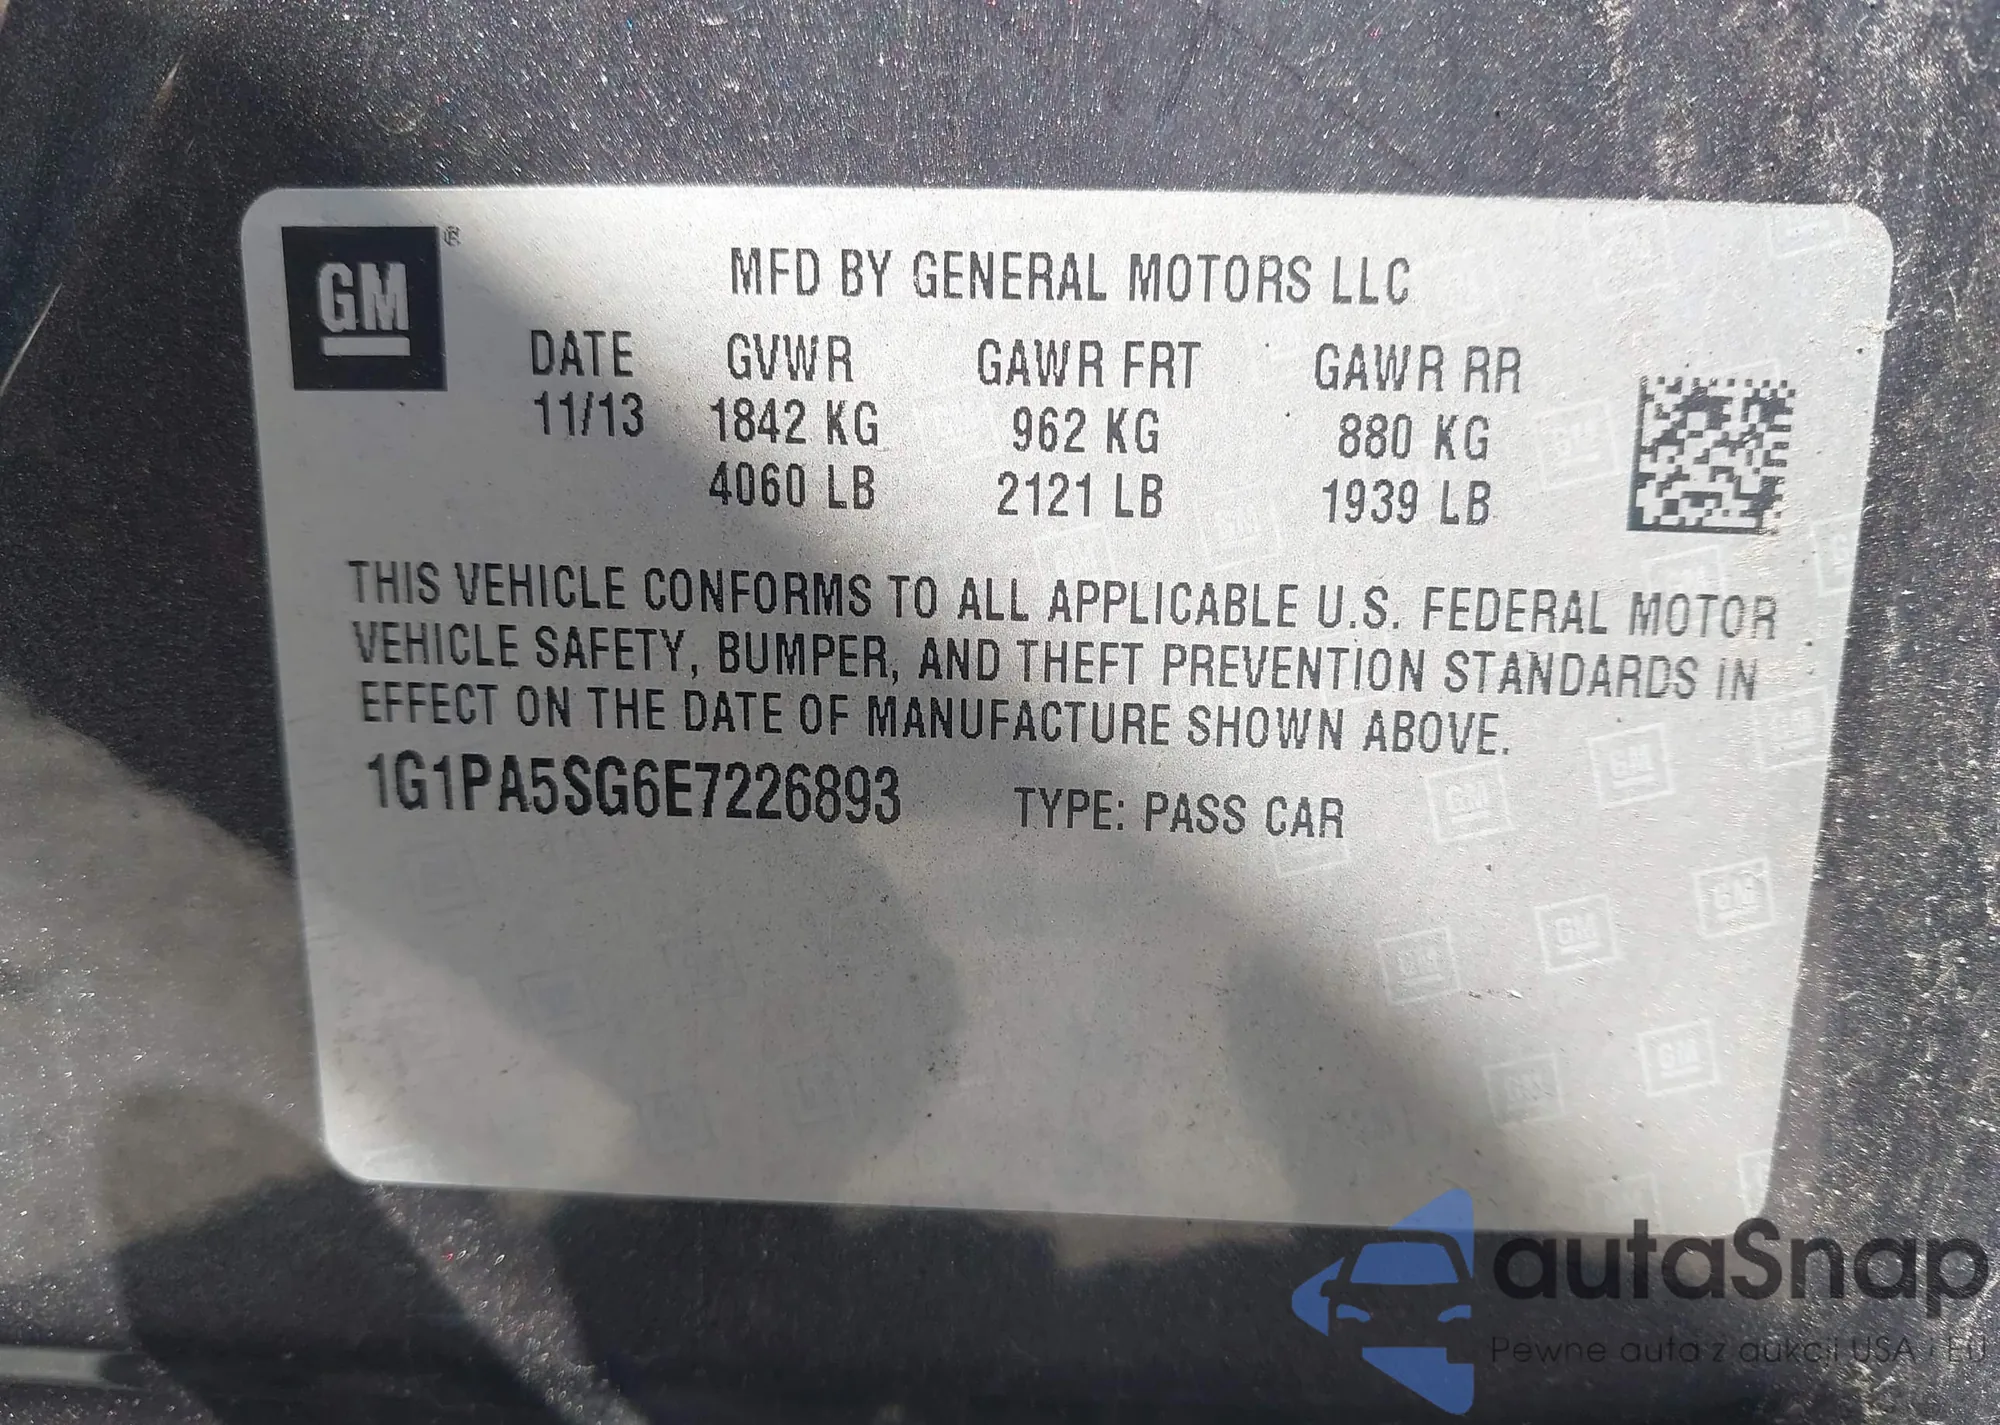 GM ®
MFD BY GENERAL MOTORS LLC
DATE GVWR GAWR FRT GAWR RR
11/13 1842 KG 962 KG 880 KG
4060 LB 2121 LB 1939 LB
THIS VEHICLE CONFORMS TO ALL APPLICABLE U.S. FEDERAL MOTOR
VEHICLE SAFETY, BUMPER, AND THEFT PREVENTION STANDARDS IN
EFFECT ON THE DATE OF MANUFACTURE SHOWN ABOVE.
1G1PA5SG6E7226893 TYPE: PASS CAR
autaSnap
Pewne auta z aukcji USA i EU